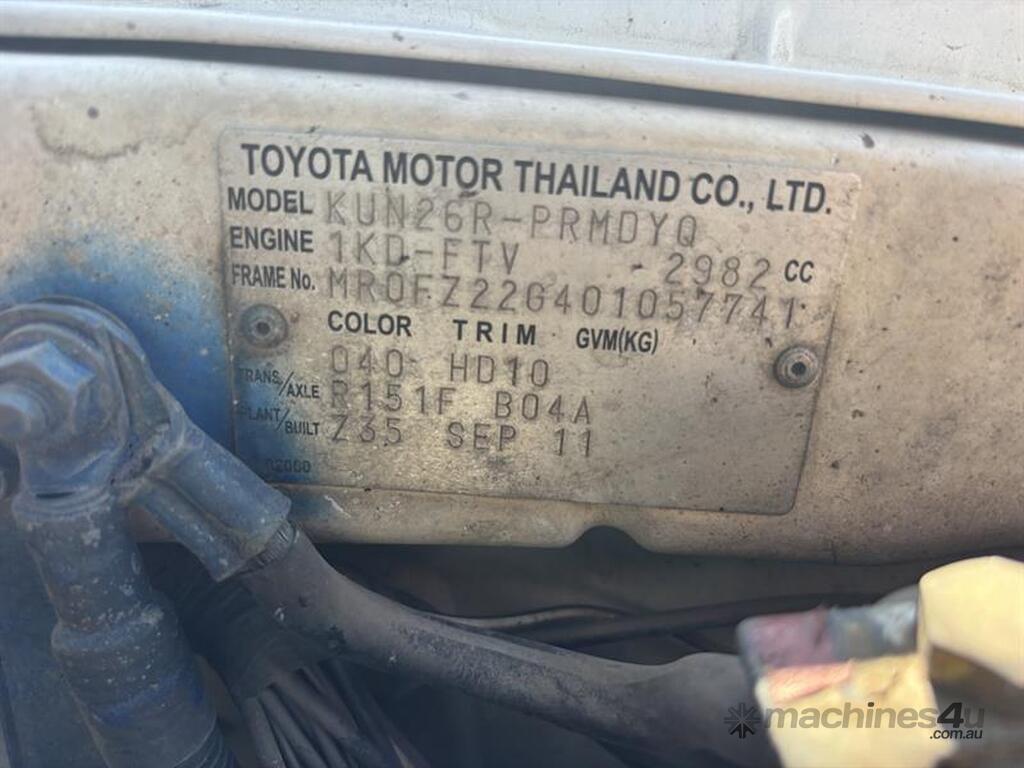 TOYOTA MOTOR THAILAND CO., LTD.
MODEL KUN26R-PRMDYQ
ENGINE 1KD-FTV 2982 CC
FRAME No. MR0FZ22G401057741
COLOR TRIM GVM(KG)
040 HD10
TRANS/AXLE R151F B04A
PLANT/BUILT Z35 SEP 11
machines4u
.com.au